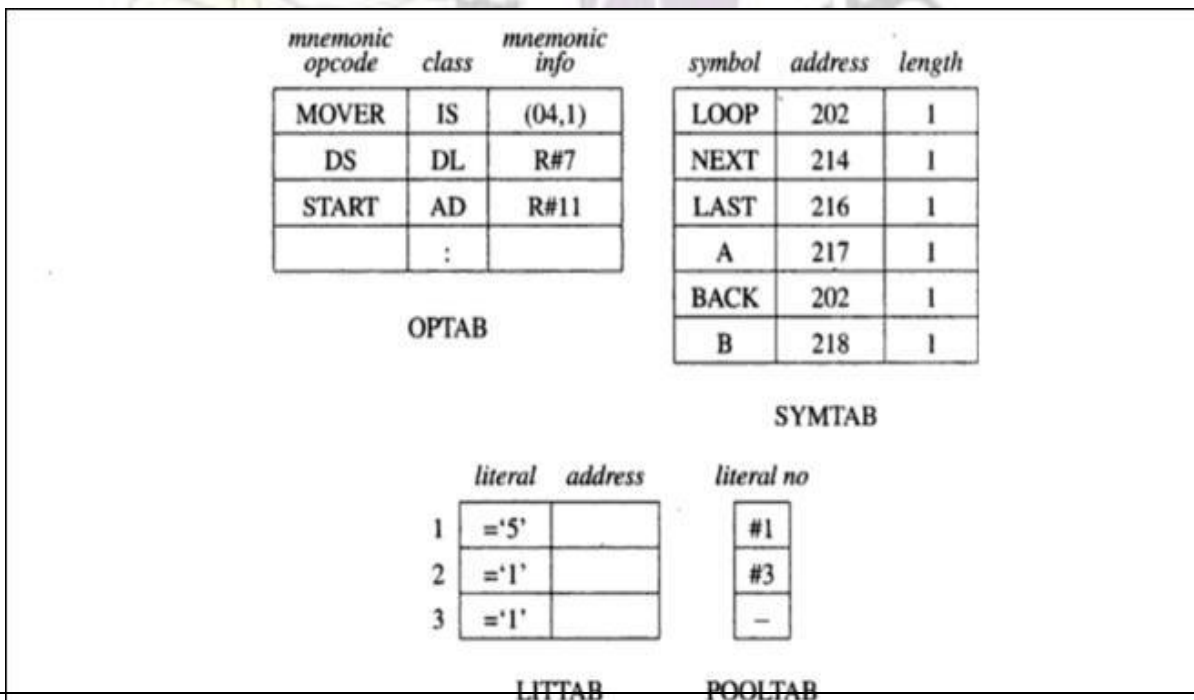 mnemonic opcode class mnemonic info
MOVER IS (04,1)
DS DL R#7
START AD R#11
:
OPTAB
symbol address length
LOOP 202 1
NEXT 214 1
LAST 216 1
A 217 1
BACK 202 1
B 218 1
SYMTAB
literal address
1 ='5'
2 ='1'
3 ='1'
LITTAB
literal no
#1
#3
–
POOLTAB